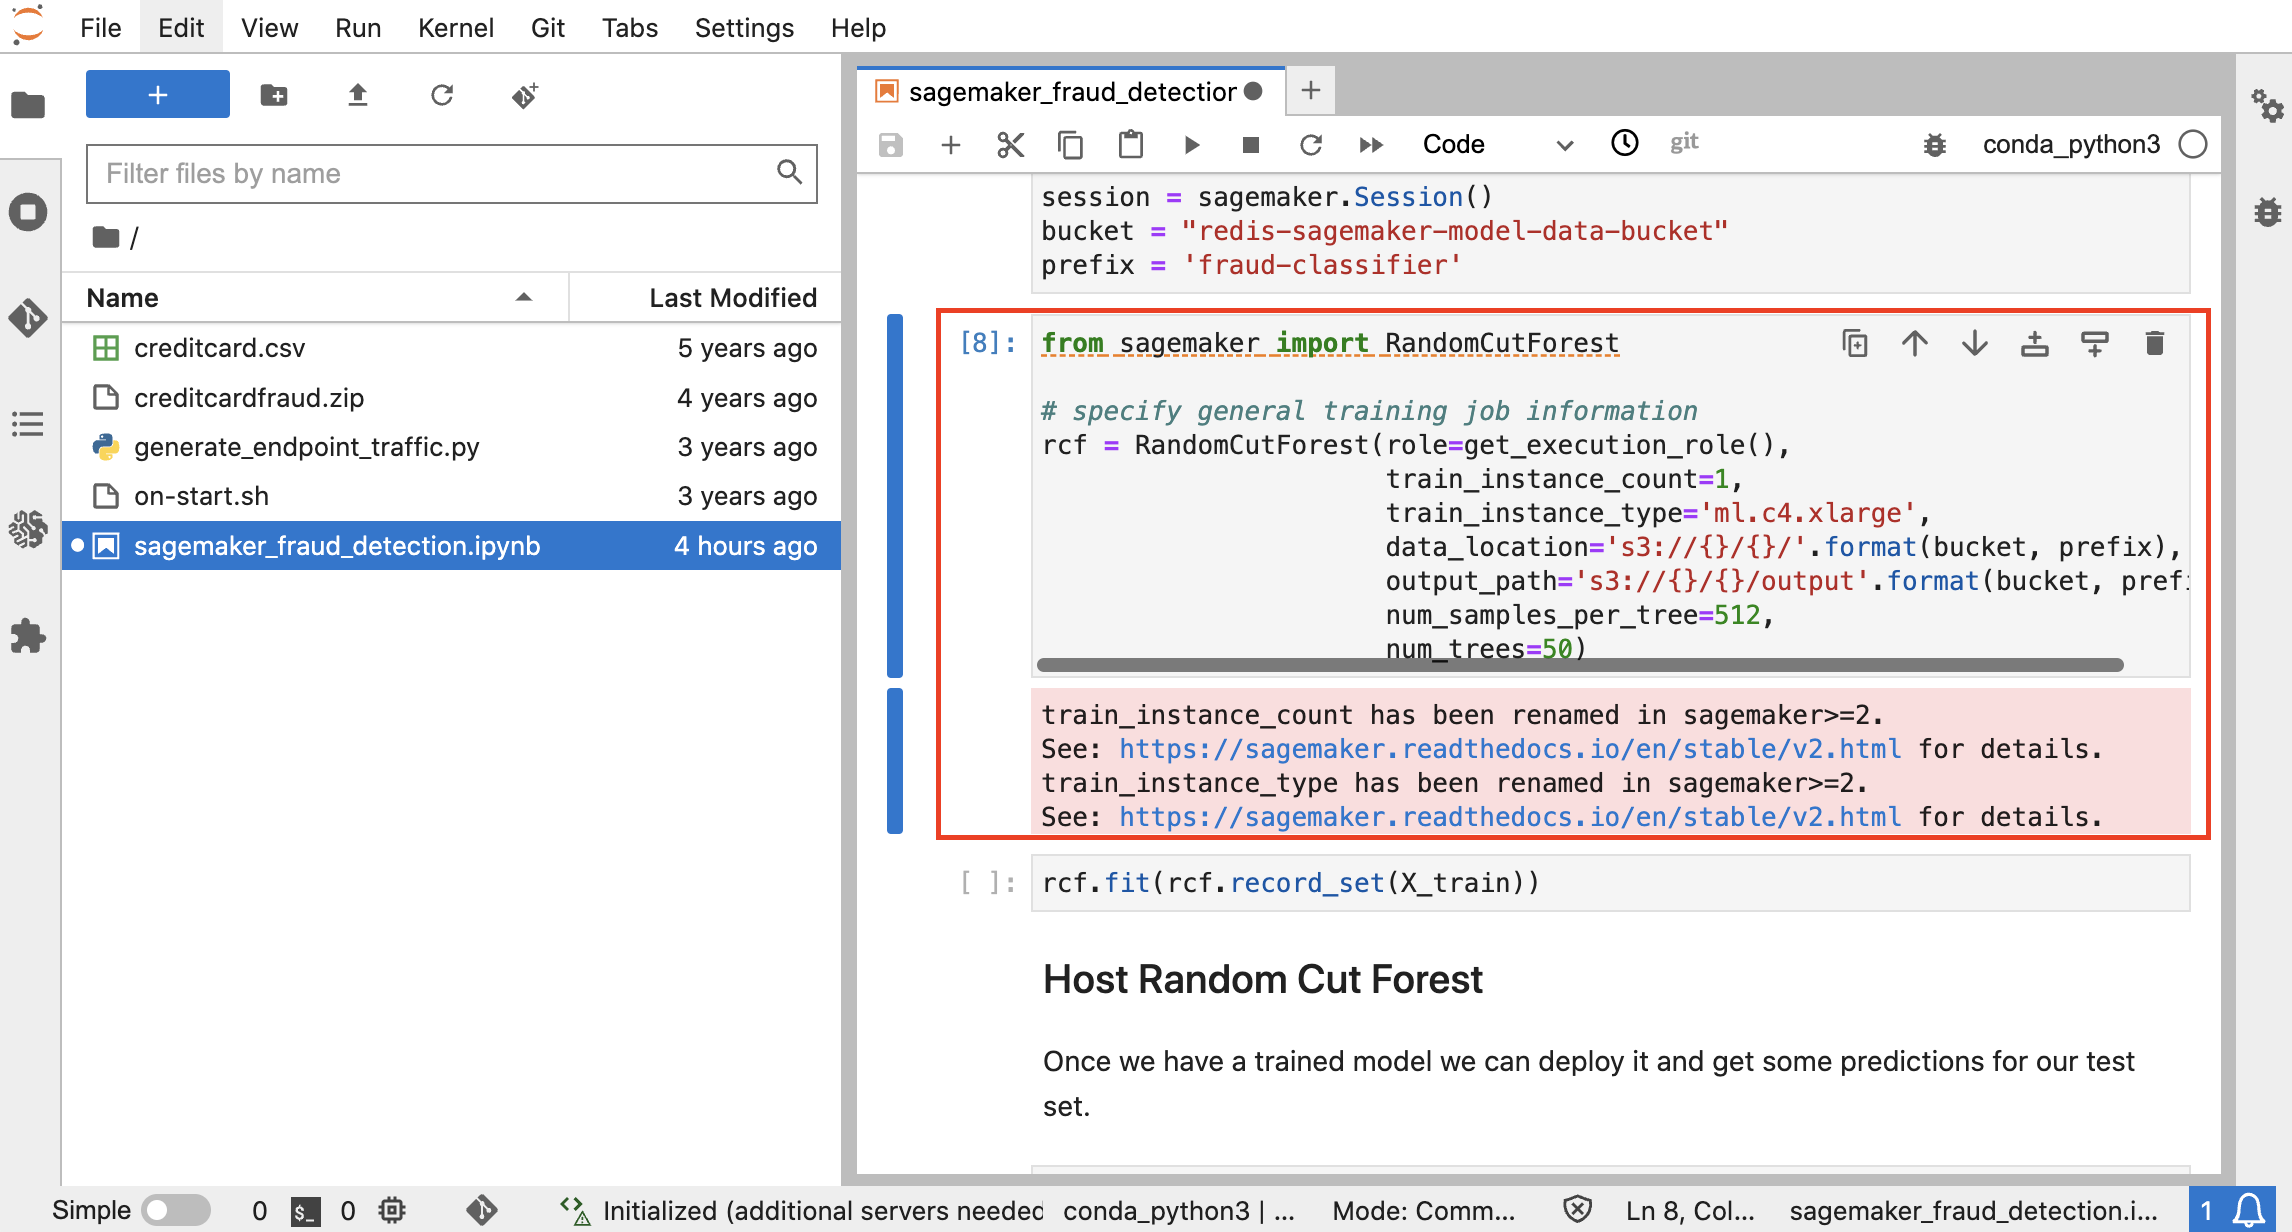 File Edit View Run Kernel Git Tabs Settings Help
+
Filter files by name
/
Name Last Modified
creditcard.csv 5 years ago
creditcardfraud.zip 4 years ago
generate_endpoint_traffic.py 3 years ago
on-start.sh 3 years ago
sagemaker_fraud_detection.ipynb 4 hours ago
sagemaker_fraud_detection
Code git conda_python3
session = sagemaker.Session()
bucket = "redis-sagemaker-model-data-bucket"
prefix = 'fraud-classifier'
[8]: from sagemaker import RandomCutForest
# specify general training job information
rcf = RandomCutForest(role=get_execution_role(),
train_instance_count=1,
train_instance_type='ml.c4.xlarge',
data_location='s3://{}/{}/'.format(bucket, prefix),
output_path='s3://{}/{}/output'.format(bucket, prefi
num_samples_per_tree=512,
num_trees=50)
train_instance_count has been renamed in sagemaker>=2.
See: https://sagemaker.readthedocs.io/en/stable/v2.html for details.
train_instance_type has been renamed in sagemaker>=2.
See: https://sagemaker.readthedocs.io/en/stable/v2.html for details.
[ ]: rcf.fit(rcf.record_set(X_train))
Host Random Cut Forest
Once we have a trained model we can deploy it and get some predictions for our test
set.
Simple 0 $_ 0 Initialized (additional servers needed conda_python3 | ... Mode: Comm... Ln 8, Col... sagemaker_fraud_detection.i... 1